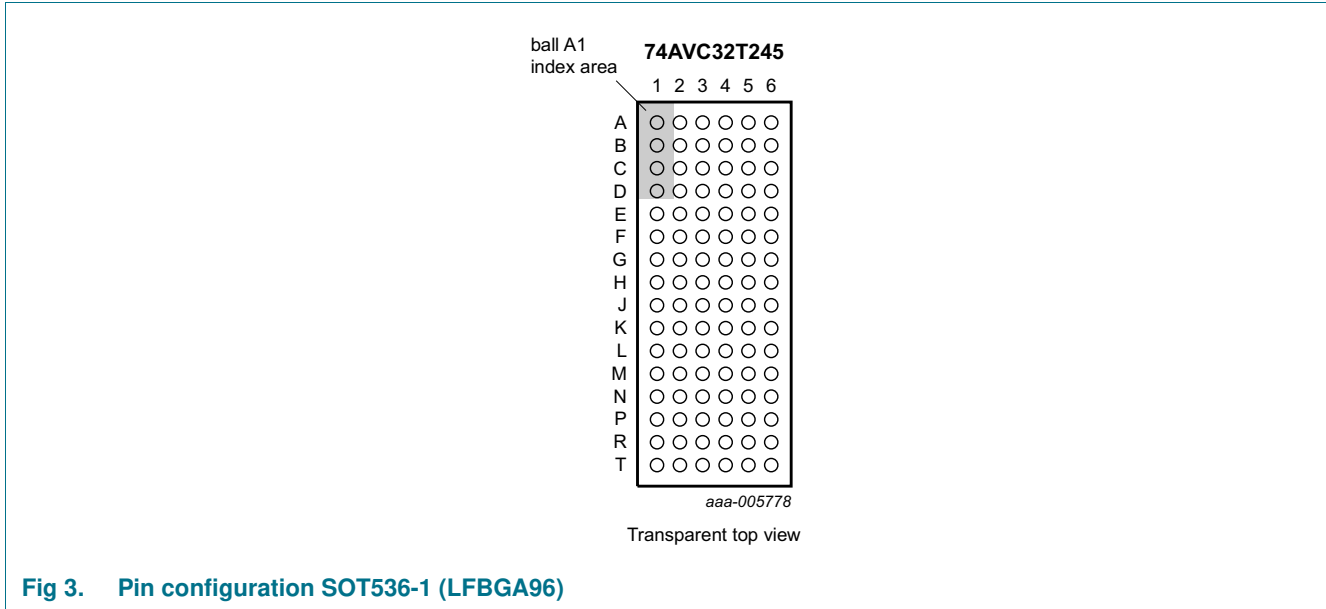 ball A1
index area
74AVC32T245
1 2 3 4 5 6
A
B
C
D
E
F
G
H
J
K
L
M
N
P
R
T
aaa-005778
Transparent top view
Fig 3. Pin configuration SOT536-1 (LFBGA96)